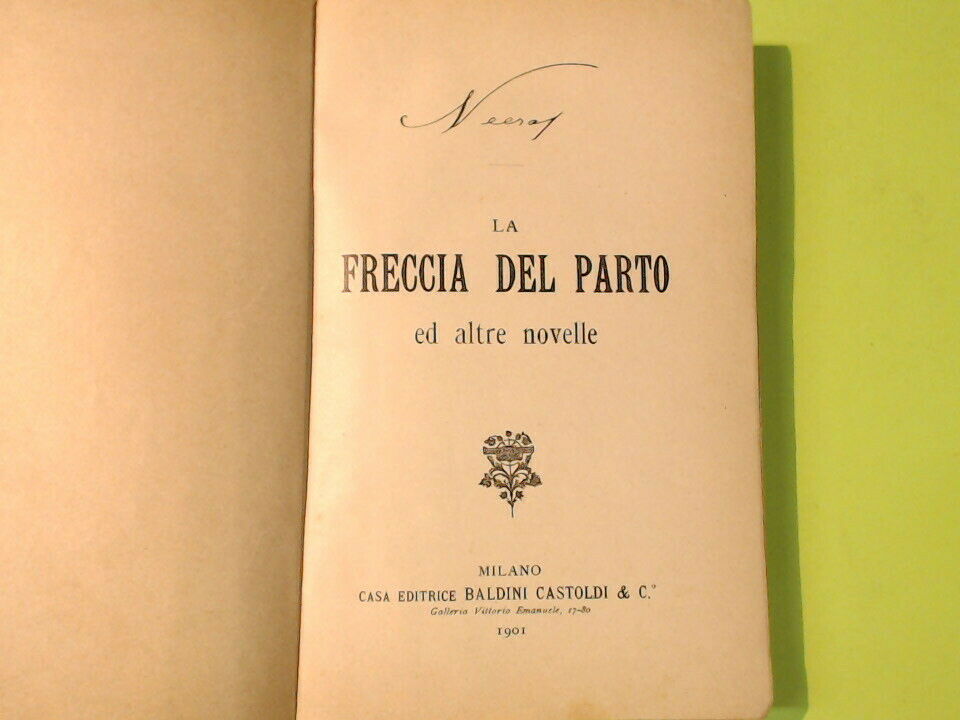 Neera
LA
FRECCIA DEL PARTO
ed altre novelle
MILANO
CASA EDITRICE BALDINI CASTOLDI & C.º
Galleria Vittorio Emanuele, 17-80
1901